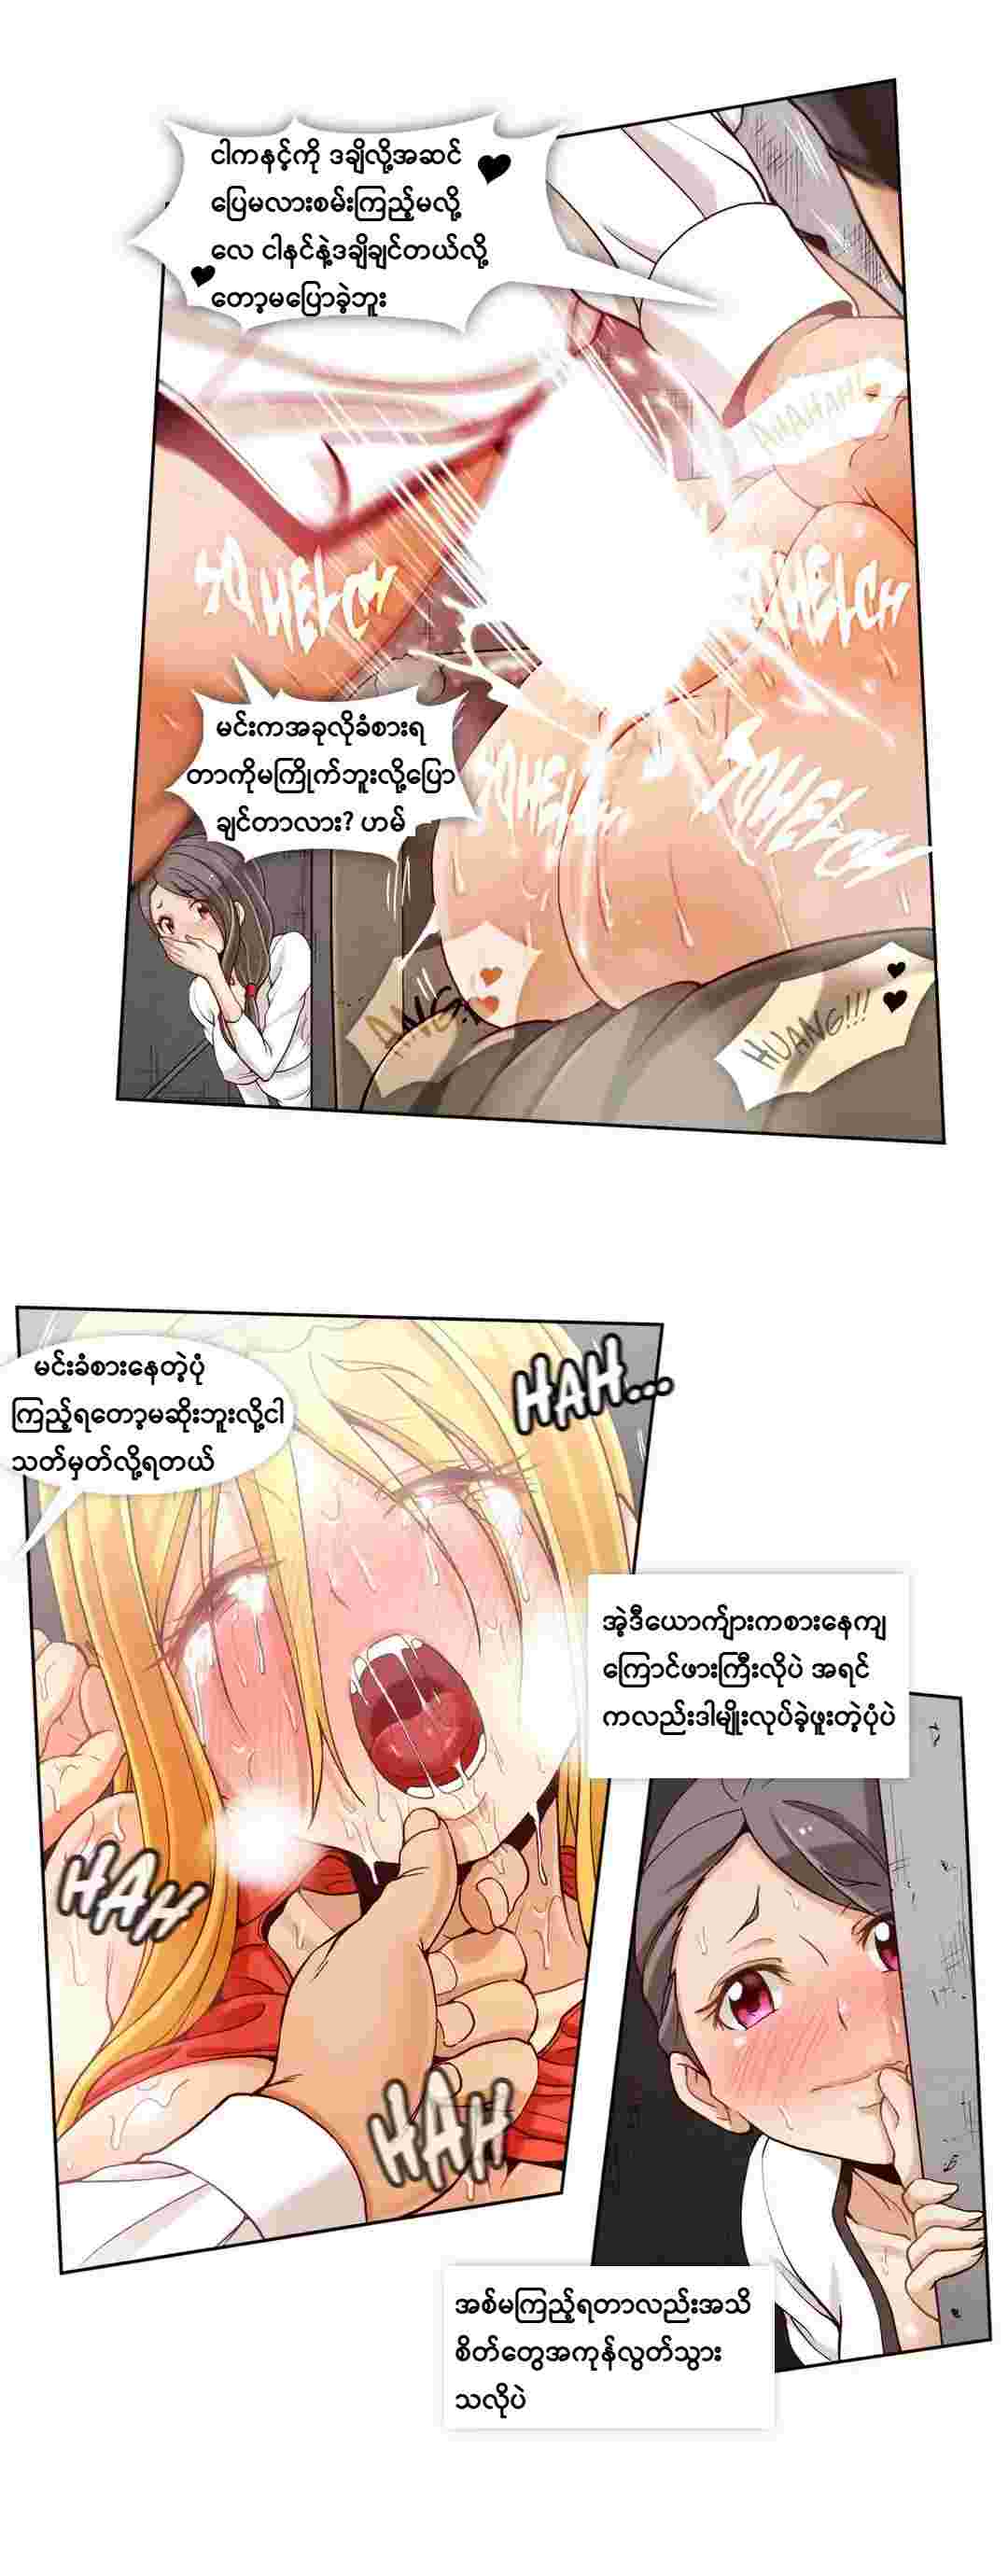 ငါကနင့်ကို ဒချိလို့အဆင်
ပြေမလားစမ်းကြည့်မလို့
လေ ငါနင်နဲ့ဒချိချင်တယ်လို့
တော့မပြောခဲ့ဘူး
AHAHAH!
SQUELCH
SQUELCH
မင်းကအခုလိုခံစားရ
တာကိုမကြိုက်ဘူးလို့ပြော
ချင်တာလား? ဟမ်
SQUELCH
SQUELCH
HUANG!!!
HAH...
မင်းခံစားနေတဲ့ပုံ
ကြည့်ရတော့မဆိုးဘူးလို့ငါ
သတ်မှတ်လို့ရတယ်
အဲ့ဒီယောက်ျားကစားနေကျ
ကြောင်ဖားကြီးလိုပဲ အရင်
ကလည်းဒါမျိုးလုပ်ခဲ့ဖူးတဲ့ပုံပဲ
HAH
HAH
အစ်မကြည့်ရတာလည်းအသိ
စိတ်တွေအကုန်လွတ်သွား
သလိုပဲ